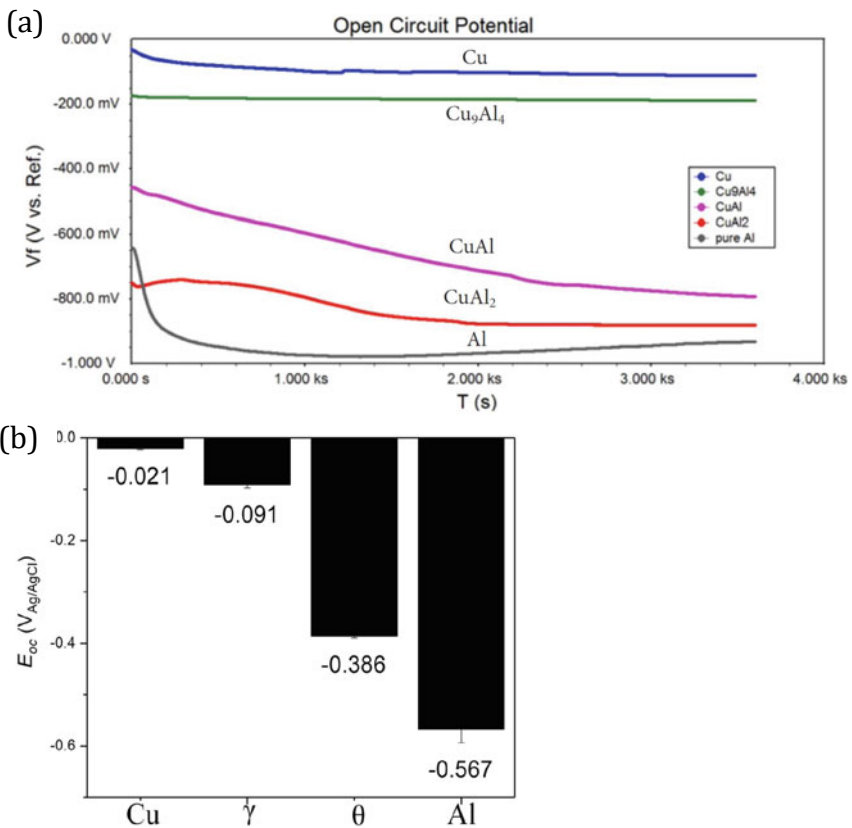 (a)
Open Circuit Potential
Vf (V vs. Ref.)
0.000 V
-200.0 mV
-400.0 mV
-600.0 mV
-800.0 mV
-1.000 V
Cu
Cu₉Al₄
CuAl
CuAl₂
Al
Cu
Cu9Al4
CuAl
CuAl2
pure Al
0.000 s 1.000 ks 2.000 ks 3.000 ks 4.000 ks
T (s)
(b)
E_oc (V_Ag/AgCl)
0.0
-0.2
-0.4
-0.6
-0.021
-0.091
-0.386
-0.567
Cu γ θ Al